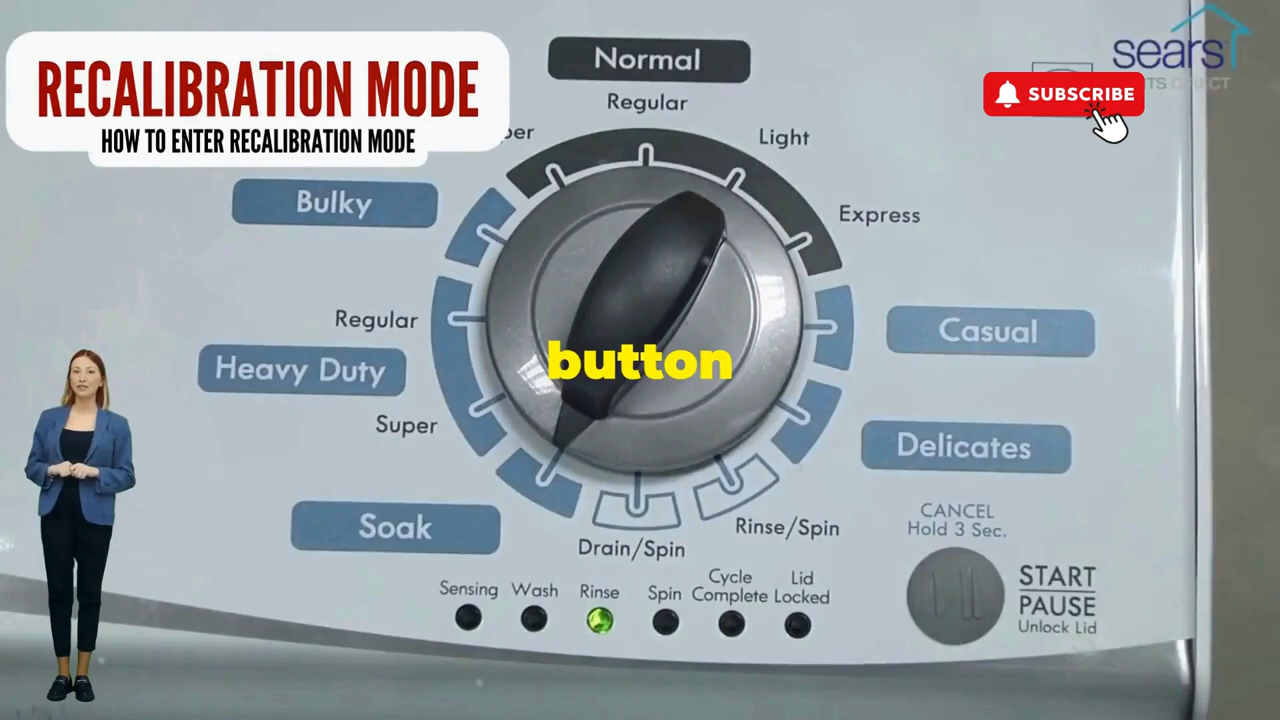 RECALIBRATION MODE
HOW TO ENTER RECALIBRATION MODE
sears
SUBSCRIBE
Normal
Regular
Light
Express
Bulky
Regular
Heavy Duty
Super
Casual
button
Delicates
Soak
Drain/Spin
Rinse/Spin
CANCEL
Hold 3 Sec.
Sensing
Wash
Rinse
Spin
Cycle
Complete
Lid
Locked
START
PAUSE
Unlock Lid